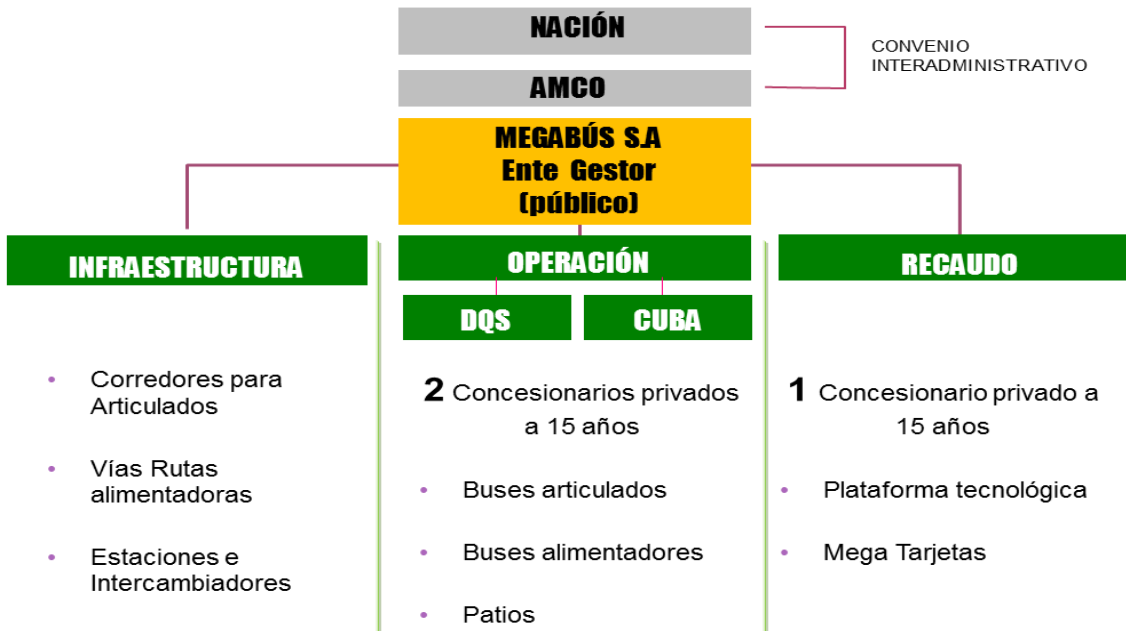 NACIÓN
CONVENIO
INTERADMINISTRATIVO
AMCO
MEGABÚS S.A
Ente Gestor
(público)
INFRAESTRUCTURA
OPERACIÓN
RECAUDO
DQS
CUBA
• Corredores para
Articulados
• Vías Rutas
alimentadoras
• Estaciones e
Intercambiadores
2 Concesionarios privados
a 15 años
• Buses articulados
• Buses alimentadores
• Patios
1 Concesionario privado a
15 años
• Plataforma tecnológica
• Mega Tarjetas